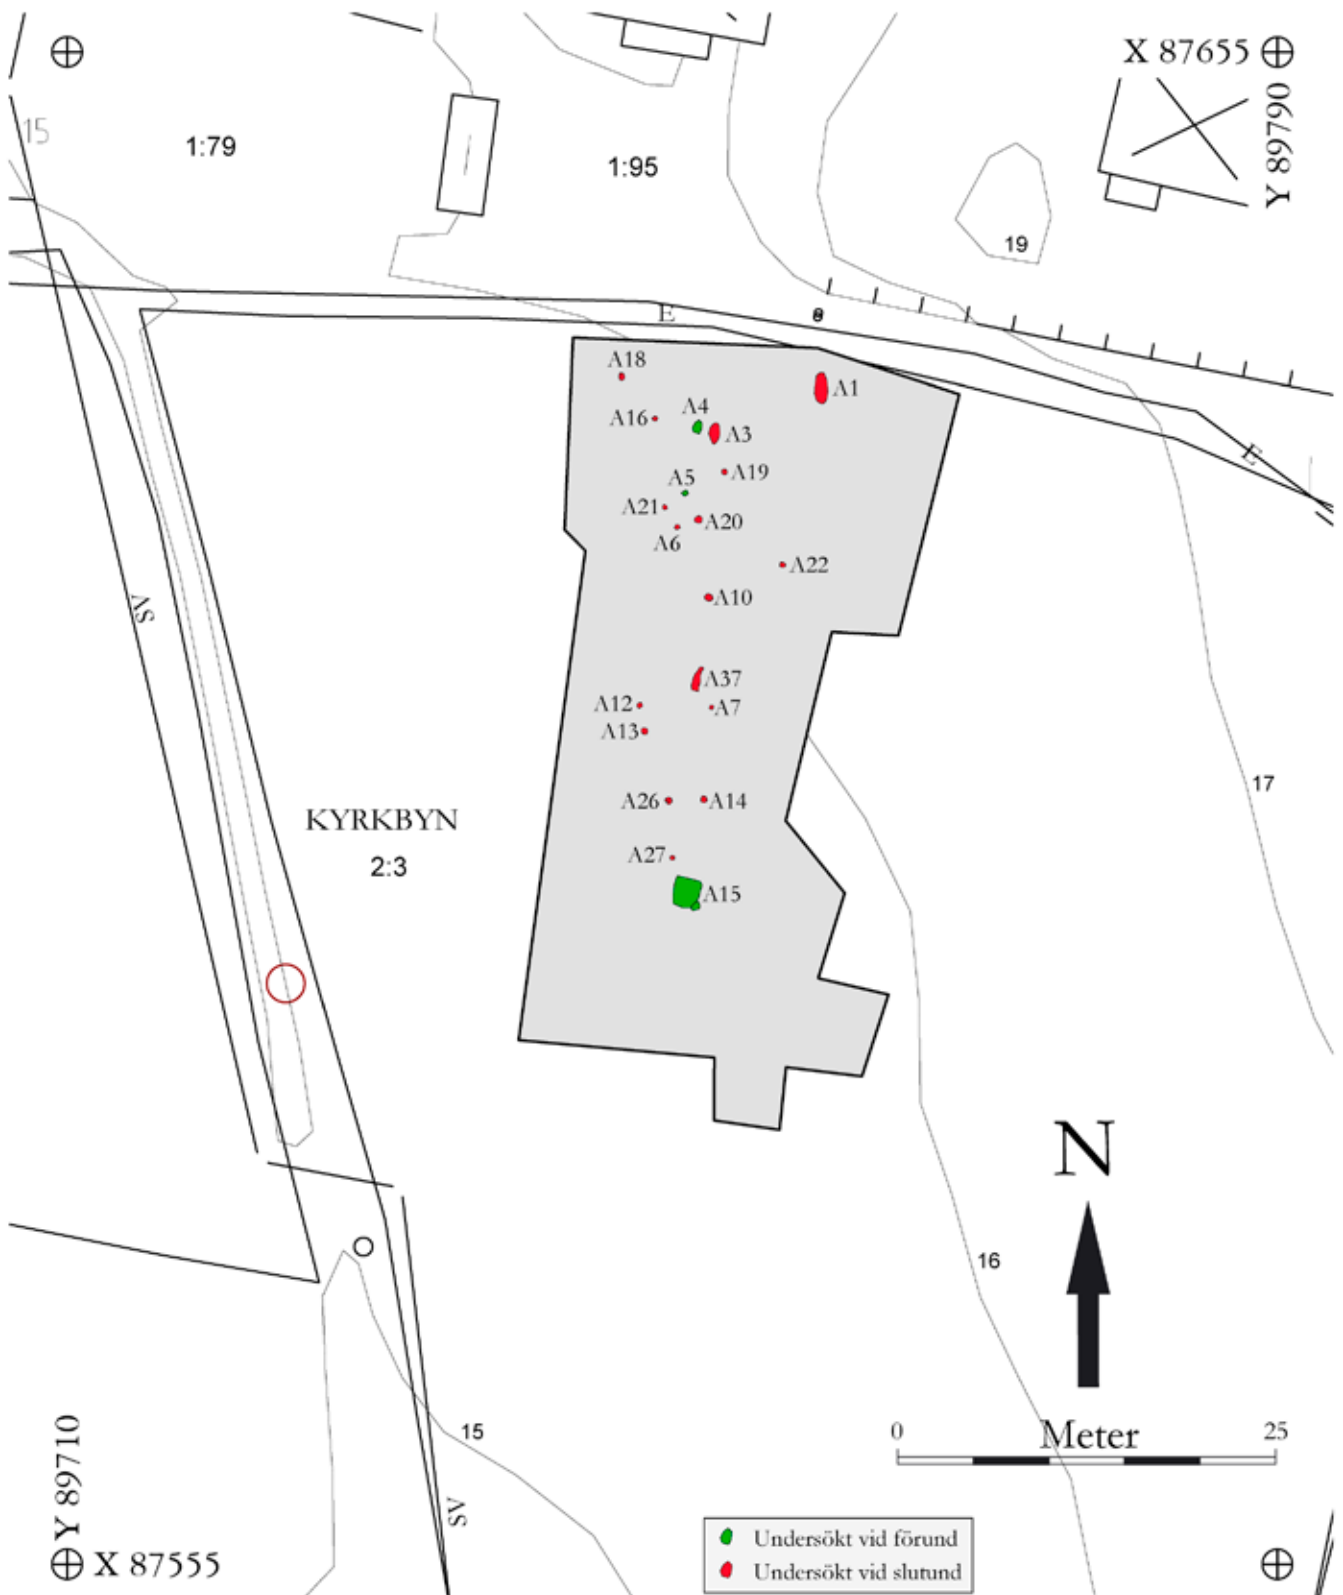 X 87655
Y 89790
15
1:79
1:95
19
E
A18
A1
A4
A16
A3
E
A19
A5
A21
A20
A6
A22
A10
SV
A37
A12
A7
A13
17
A26
A14
KYRKBYN
2:3
A27
A15
N
16
15
0
Meter
25
Y 89710
SV
X 87555
Undersökt vid förund
Undersökt vid slutund